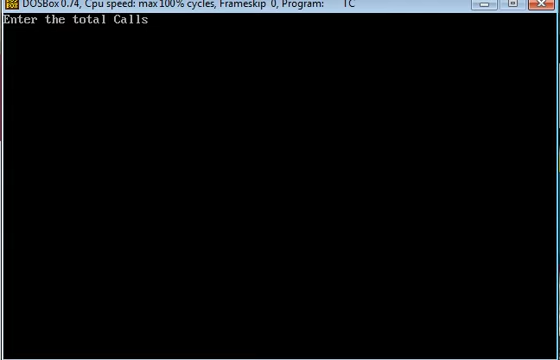 DOSBox 0.74, Cpu speed: max 100% cycles, Frameskip 0, Program: TC
Enter the total Calls